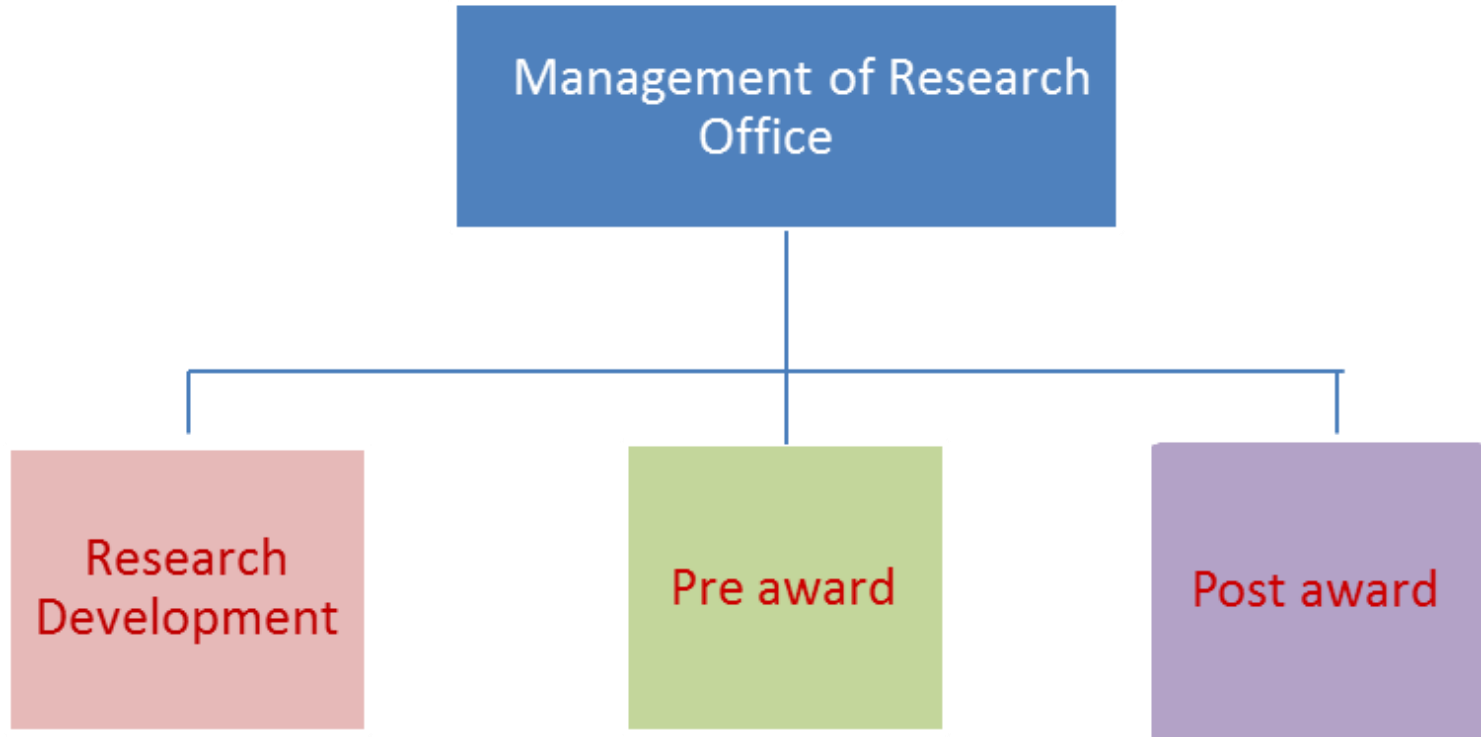 Management of Research
Office
Research
Development
Pre award
Post award